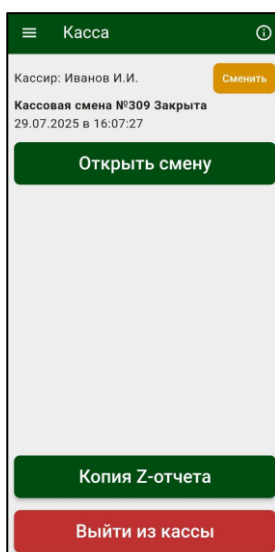 Касса
Кассир: Иванов И.И.
Сменить
Кассовая смена №309 Закрыта
29.07.2025 в 16:07:27
Открыть смену
Копия Z-отчета
Выйти из кассы